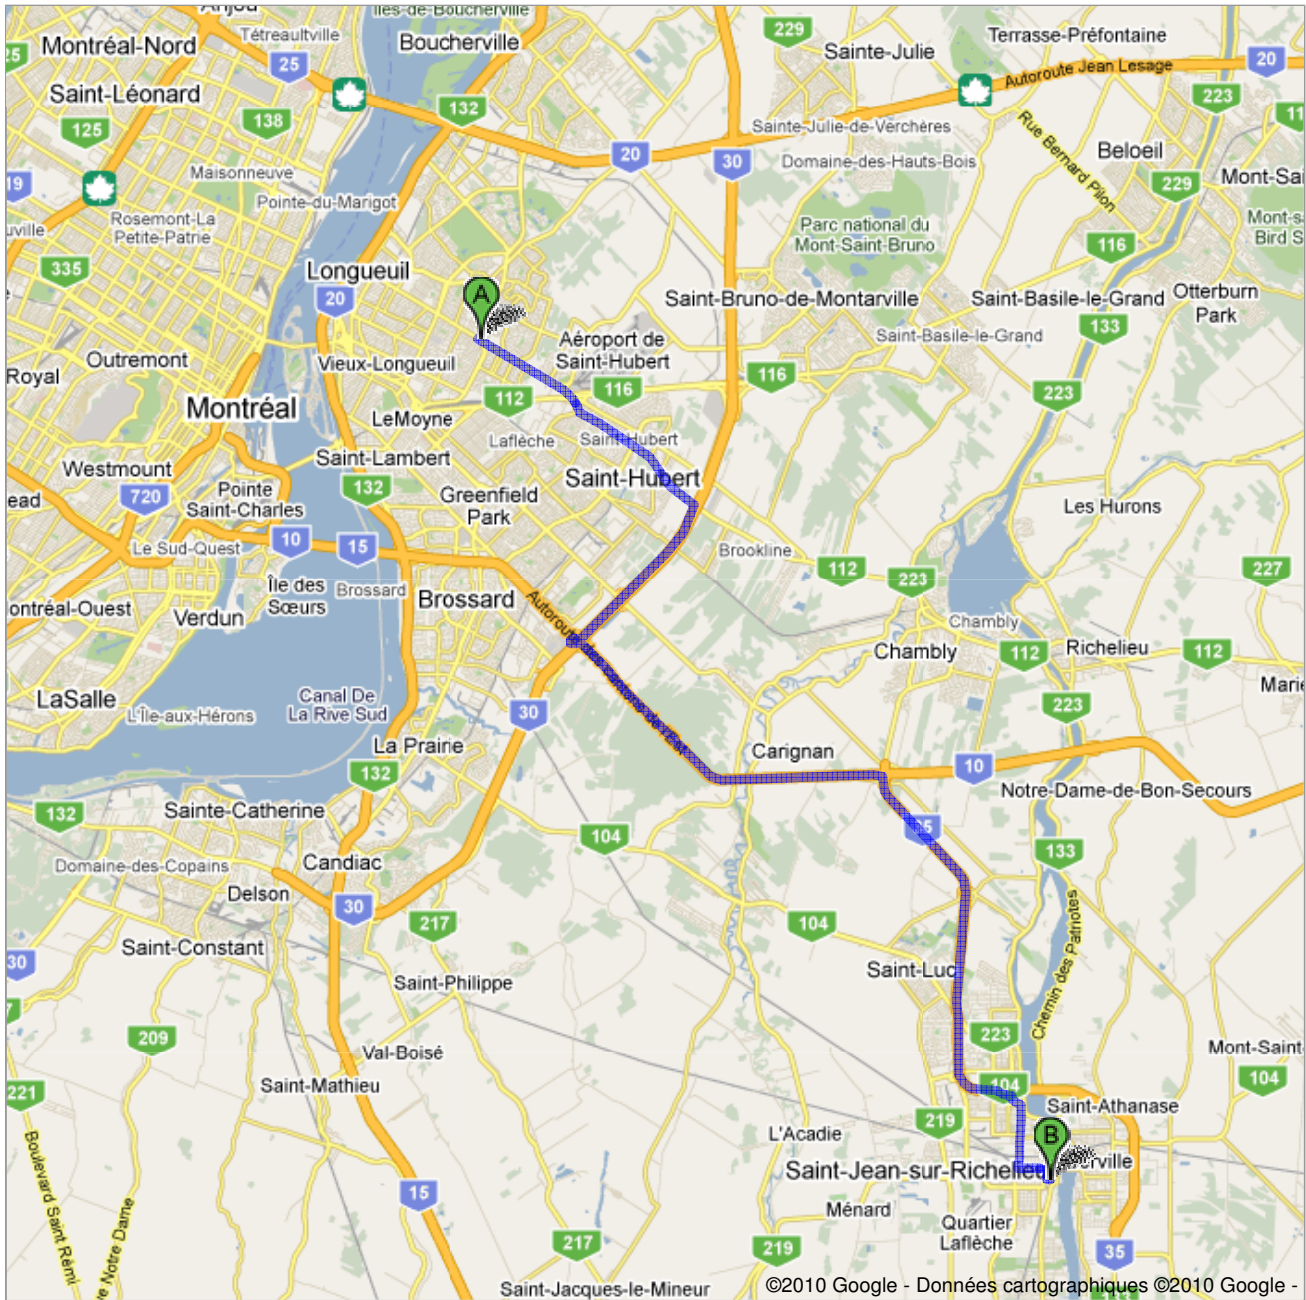 Îles-de-Boucherville
Montréal-Nord
Tétreaultville
Boucherville
229
Sainte-Julie
Terrasse-Préfontaine
25
25
20
Autoroute Jean Lesage
Saint-Léonard
132
223
125
138
Sainte-Julie-de-Verchères
Rue Bernard Pilon
Beloeil
20
30
Domaine-des-Hauts-Bois
Maisonneuve
19
229
Pointe-du-Marigot
Rosemont-La
Petite-Patrie
Parc national du
Mont-Saint-Bruno
116
335
Longueuil
20
A
Saint-Bruno-de-Montarville
Saint-Basile-le-Grand
Otterburn
Park
133
Saint-Basile-le-Grand
Aéroport de
Saint-Hubert
Outremont
Vieux-Longueuil
Royal
116
116
112
223
Montréal
LeMoyne
Laflèche
Saint-Hubert
Saint-Lambert
Westmount
Saint-Hubert
720
Pointe
Saint-Charles
132
Greenfield
Park
Les Hurons
10
15
Le Sud-Ouest
Brookline
112
223
227
Île des
Sœurs
Brossard
Brossard
Verdun
Chambly
Chambly
Richelieu
112
112
LaSalle
Canal De
La Rive Sud
L'Île-aux-Hérons
30
223
La Prairie
Carignan
132
10
Notre-Dame-de-Bon-Secours
132
Sainte-Catherine
104
35
133
Domaine-des-Copains
Candiac
Delson
30
217
104
Chemin des Patriotes
Saint-Constant
30
Saint-Luc
Saint-Philippe
209
223
Val-Boisé
Saint-Mathieu
104
104
221
Saint-Athanase
219
L'Acadie
B
Boulevard Saint Rémi
Saint-Jean-sur-Richelieu
15
Ménard
Quartier
Laflèche
217
219
35
Saint-Jacques-le-Mineur
©2010 Google - Données cartographiques ©2010 Google -